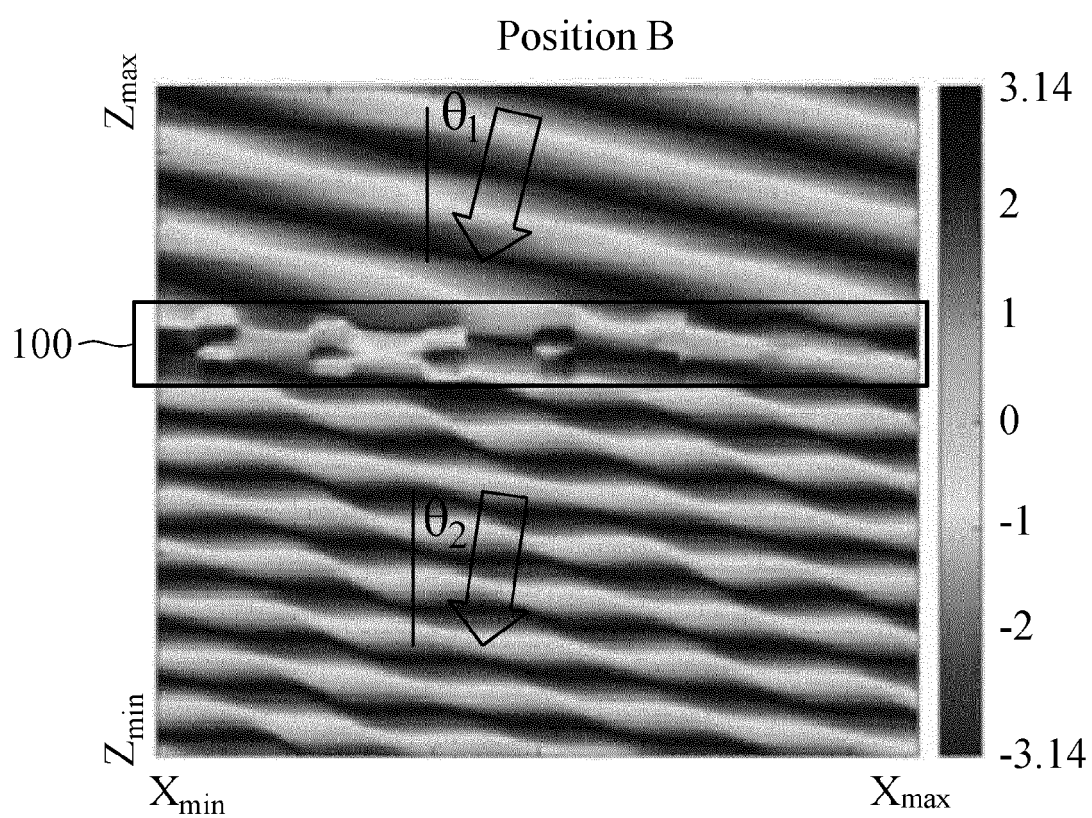 Position B
Zmax
3.14
θ1
2
1
100
0
θ2
-1
-2
Zmin
-3.14
Xmin
Xmax